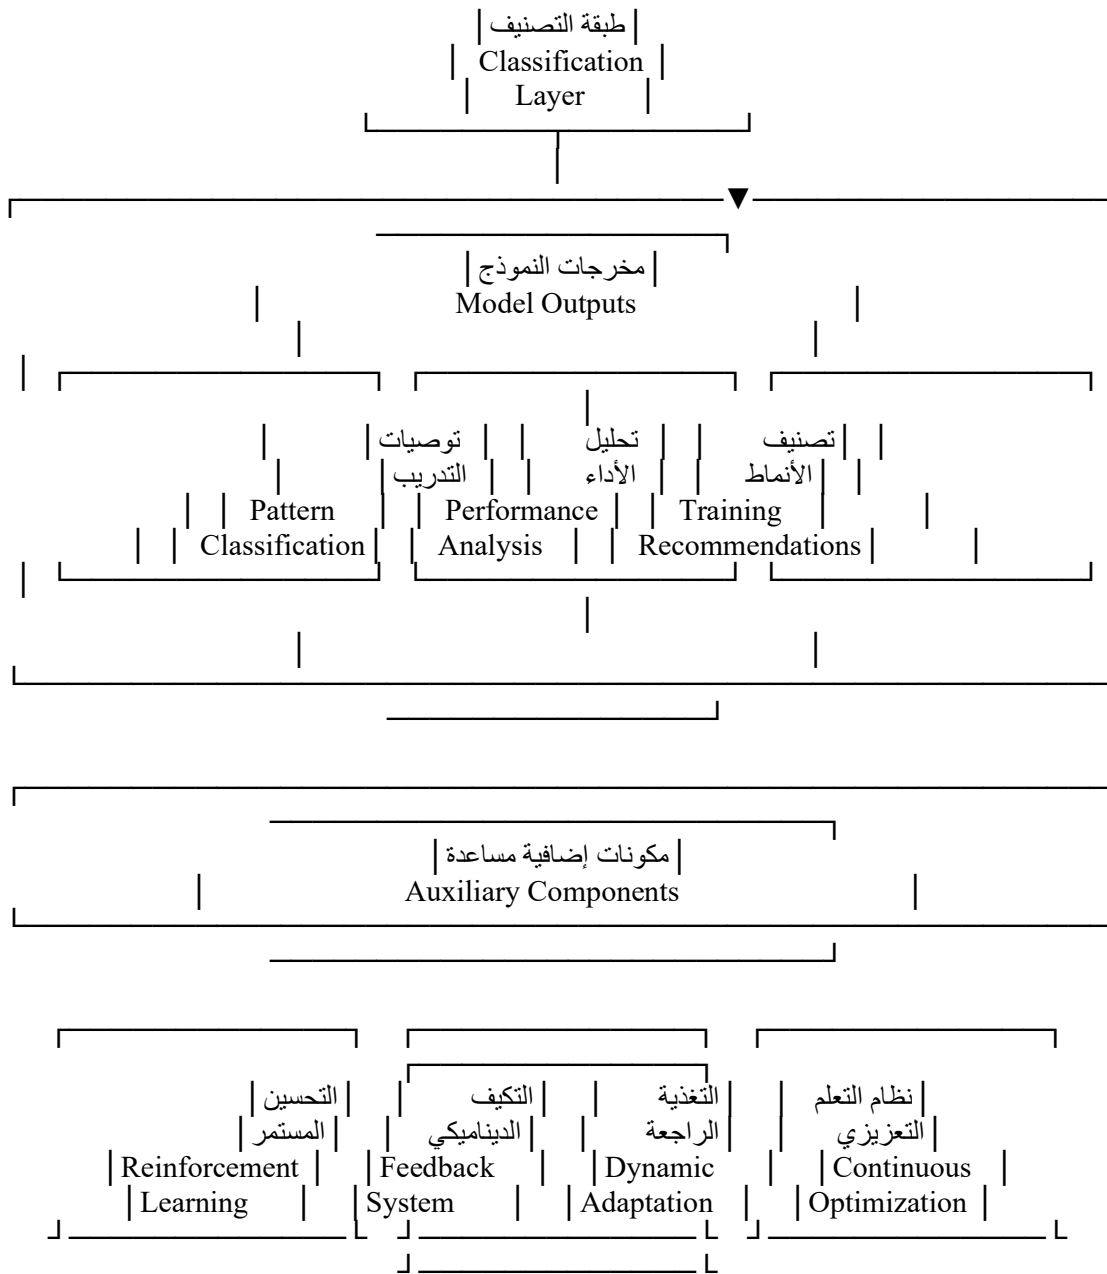 طبقة التصنيف
Classification
Layer
مخرجات النموذج
Model Outputs
تصنيف تحليل توصيات
الأنماط الأداء التدريب
Pattern Performance Training
Classification Analysis Recommendations
مكونات إضافية مساعدة
Auxiliary Components
نظام التعلم التغذية التكيف التحسين
التعزيزي الراجعة الديناميكي المستمر
Reinforcement Feedback Dynamic Continuous
Learning System Adaptation Optimization